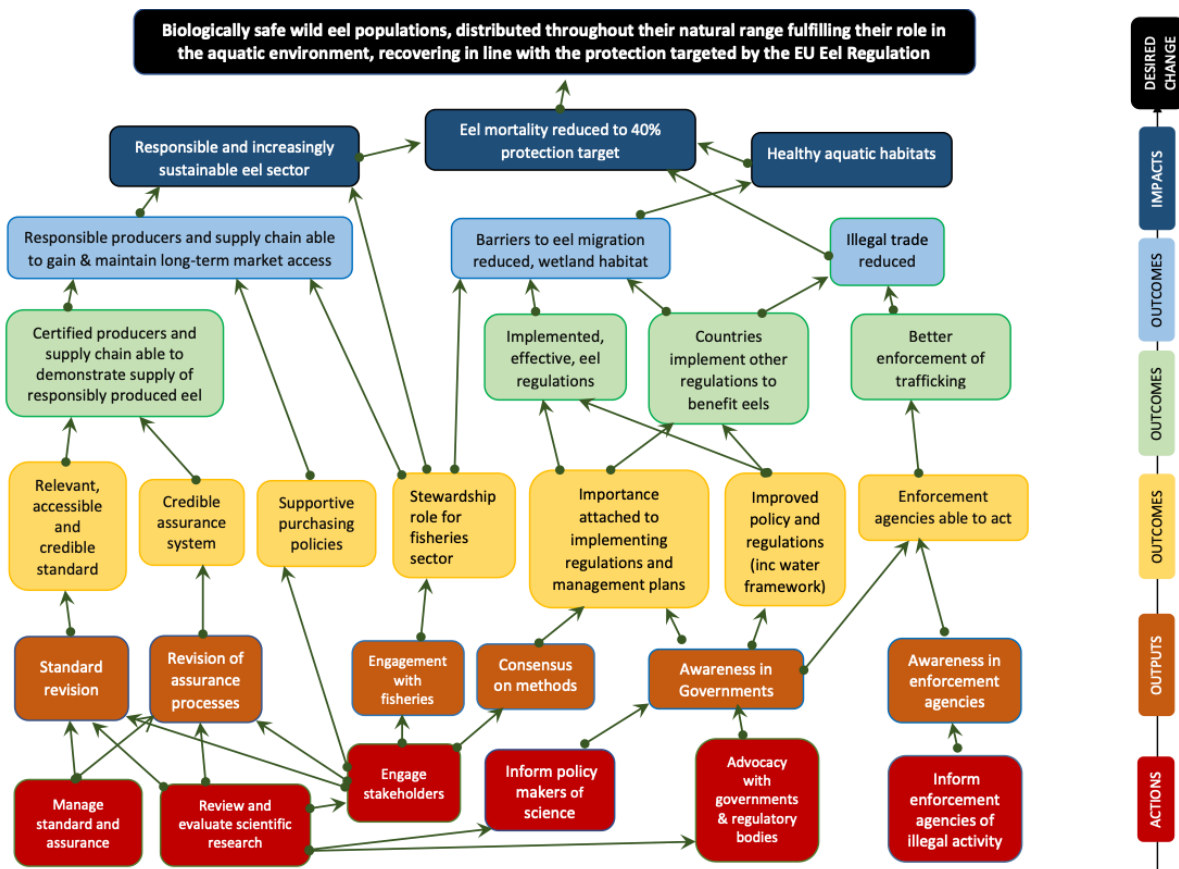 Biologically safe wild eel populations, distributed throughout their natural range fulfilling their role in
the aquatic environment, recovering in line with the protection targeted by the EU Eel Regulation
DESIRED
CHANGE
Responsible and increasingly
sustainable eel sector
Eel mortality reduced to 40%
protection target
Healthy aquatic habitats
IMPACTS
Responsible producers and supply chain able
to gain & maintain long-term market access
Barriers to eel migration
reduced, wetland habitat
Illegal trade
reduced
OUTCOMES
Certified producers and
supply chain able to
demonstrate supply of
responsibly produced eel
Implemented,
effective, eel
regulations
Countries
implement other
regulations to
benefit eels
Better
enforcement of
trafficking
OUTCOMES
Relevant,
accessible
and
credible
standard
Credible
assurance
system
Supportive
purchasing
policies
Stewardship
role for
fisheries
sector
Importance
attached to
implementing
regulations and
management plans
Improved
policy and
regulations
(inc water
framework)
Enforcement
agencies able to act
OUTCOMES
Standard
revision
Revision of
assurance
processes
Engagement
with
fisheries
Consensus
on methods
Awareness in
Governments
Awareness in
enforcement
agencies
OUTPUTS
Manage
standard and
assurance
Review and
evaluate scientific
research
Engage
stakeholders
Inform policy
makers of
science
Advocacy
with
governments
& regulatory
bodies
Inform
enforcement
agencies of
illegal activity
ACTIONS